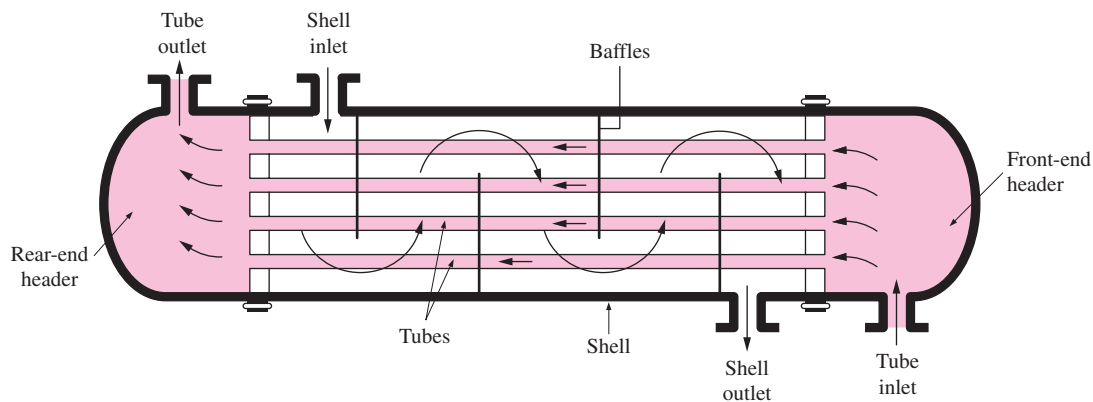 Tube
outlet
Shell
inlet
Baffles
Front-end
header
Rear-end
header
Tubes
Shell
Shell
outlet
Tube
inlet